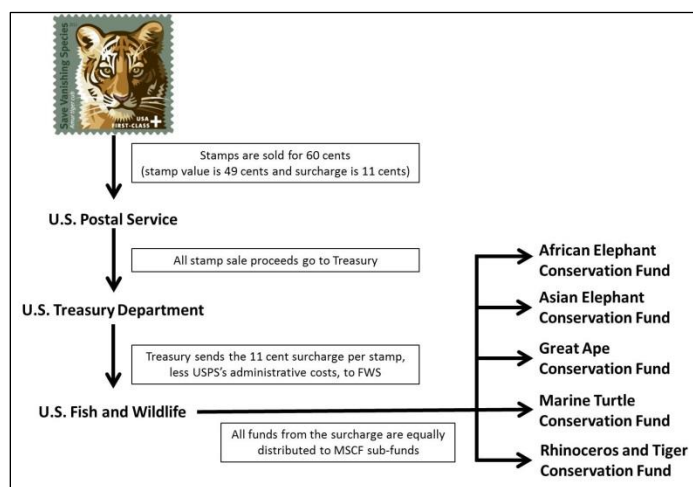 Save Vanishing Species
USA
FIRST-CLASS
Stamps are sold for 60 cents
(stamp value is 49 cents and surcharge is 11 cents)
U.S. Postal Service
All stamp sale proceeds go to Treasury
U.S. Treasury Department
Treasury sends the 11 cent surcharge per stamp,
less USPS's administrative costs, to FWS
U.S. Fish and Wildlife
All funds from the surcharge are equally
distributed to MSCF sub-funds
African Elephant
Conservation Fund
Asian Elephant
Conservation Fund
Great Ape
Conservation Fund
Marine Turtle
Conservation Fund
Rhinoceros and Tiger
Conservation Fund